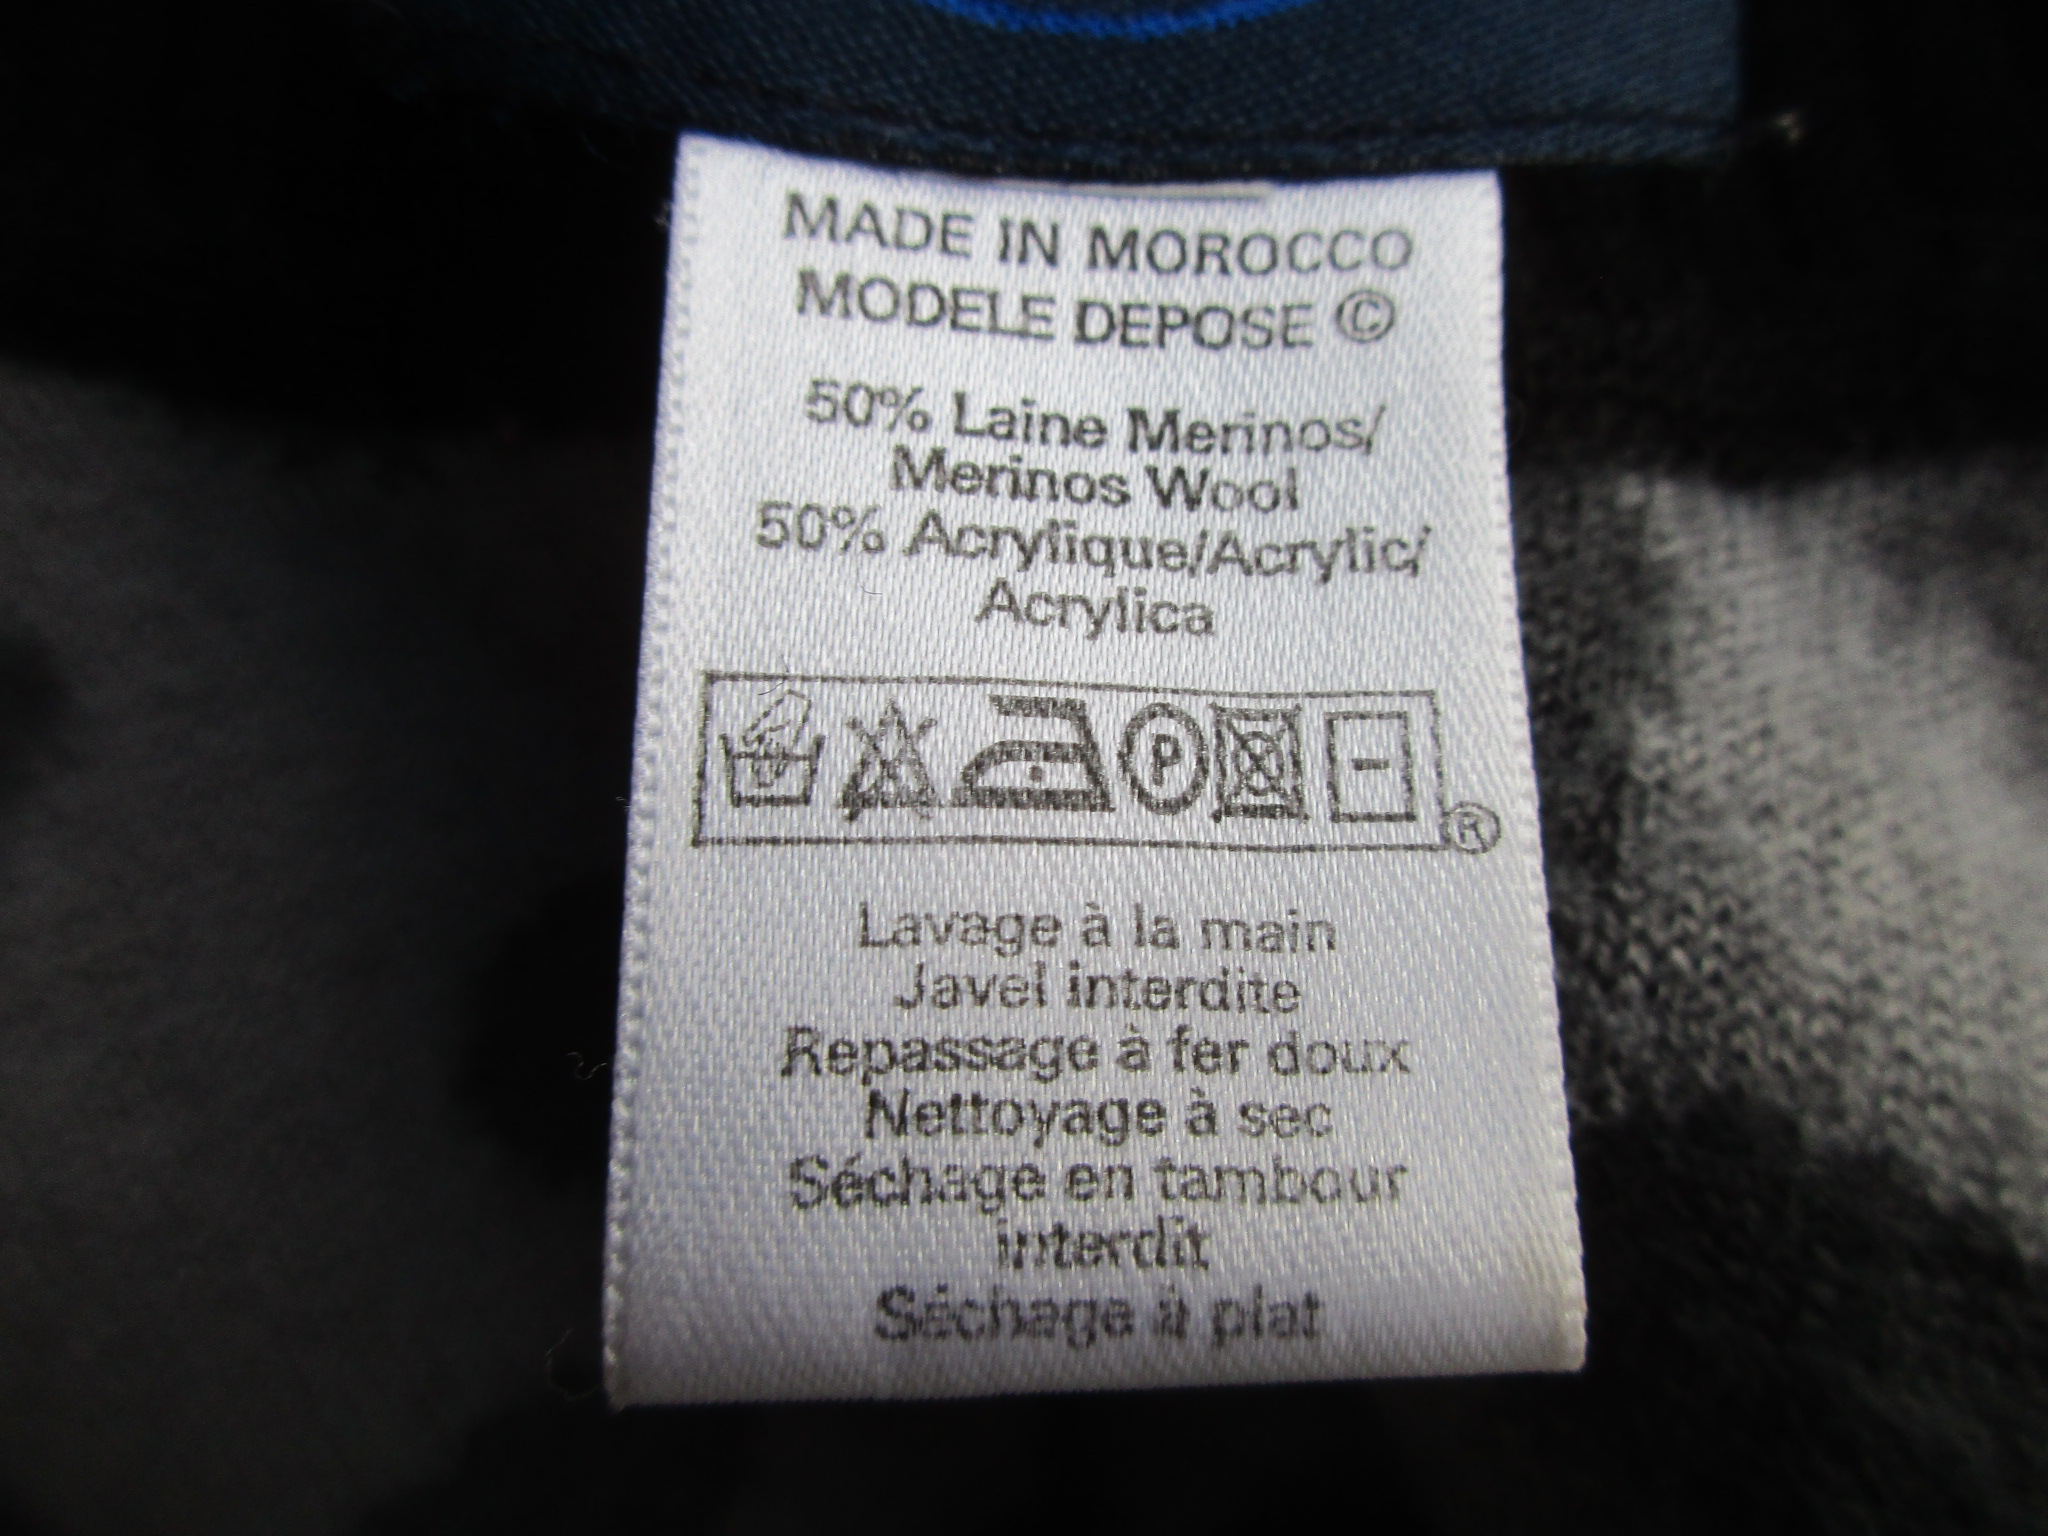 MADE IN MOROCCO
MODELE DEPOSE ©
50% Laine Merinos/
Merinos Wool
50% Acrylique/Acrylic/
Acrylica
P
®
Lavage à la main
Javel interdite
Repassage à fer doux
Nettoyage à sec
Séchage en tambour
interdit
Séchage à plat